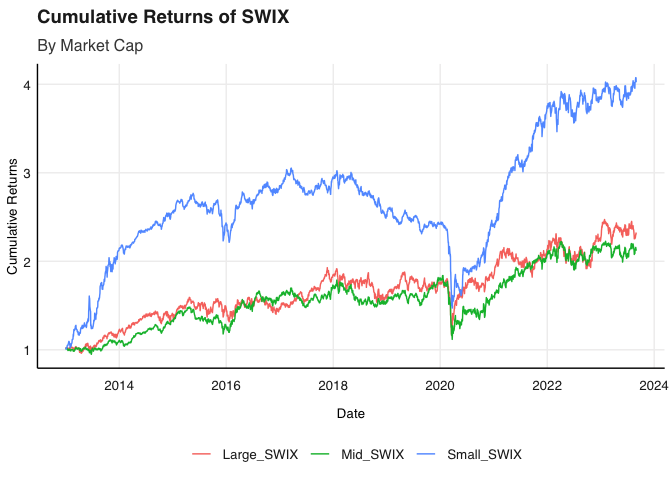 Cumulative Returns of SWIX
By Market Cap
Cumulative Returns
4
3
2
1
2014 2016 2018 2020 2022 2024
Date
Large_SWIX Mid_SWIX Small_SWIX